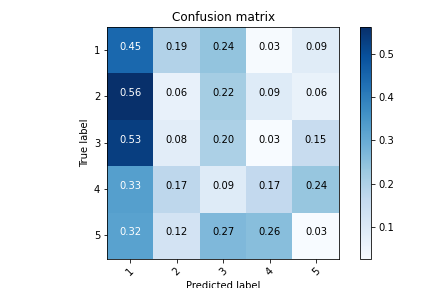 Confusion matrix
1 0.45 0.19 0.24 0.03 0.09
2 0.56 0.06 0.22 0.09 0.06
3 0.53 0.08 0.20 0.03 0.15
4 0.33 0.17 0.09 0.17 0.24
5 0.32 0.12 0.27 0.26 0.03
True label
1 2 3 4 5
Predicted label
0.5
0.4
0.3
0.2
0.1